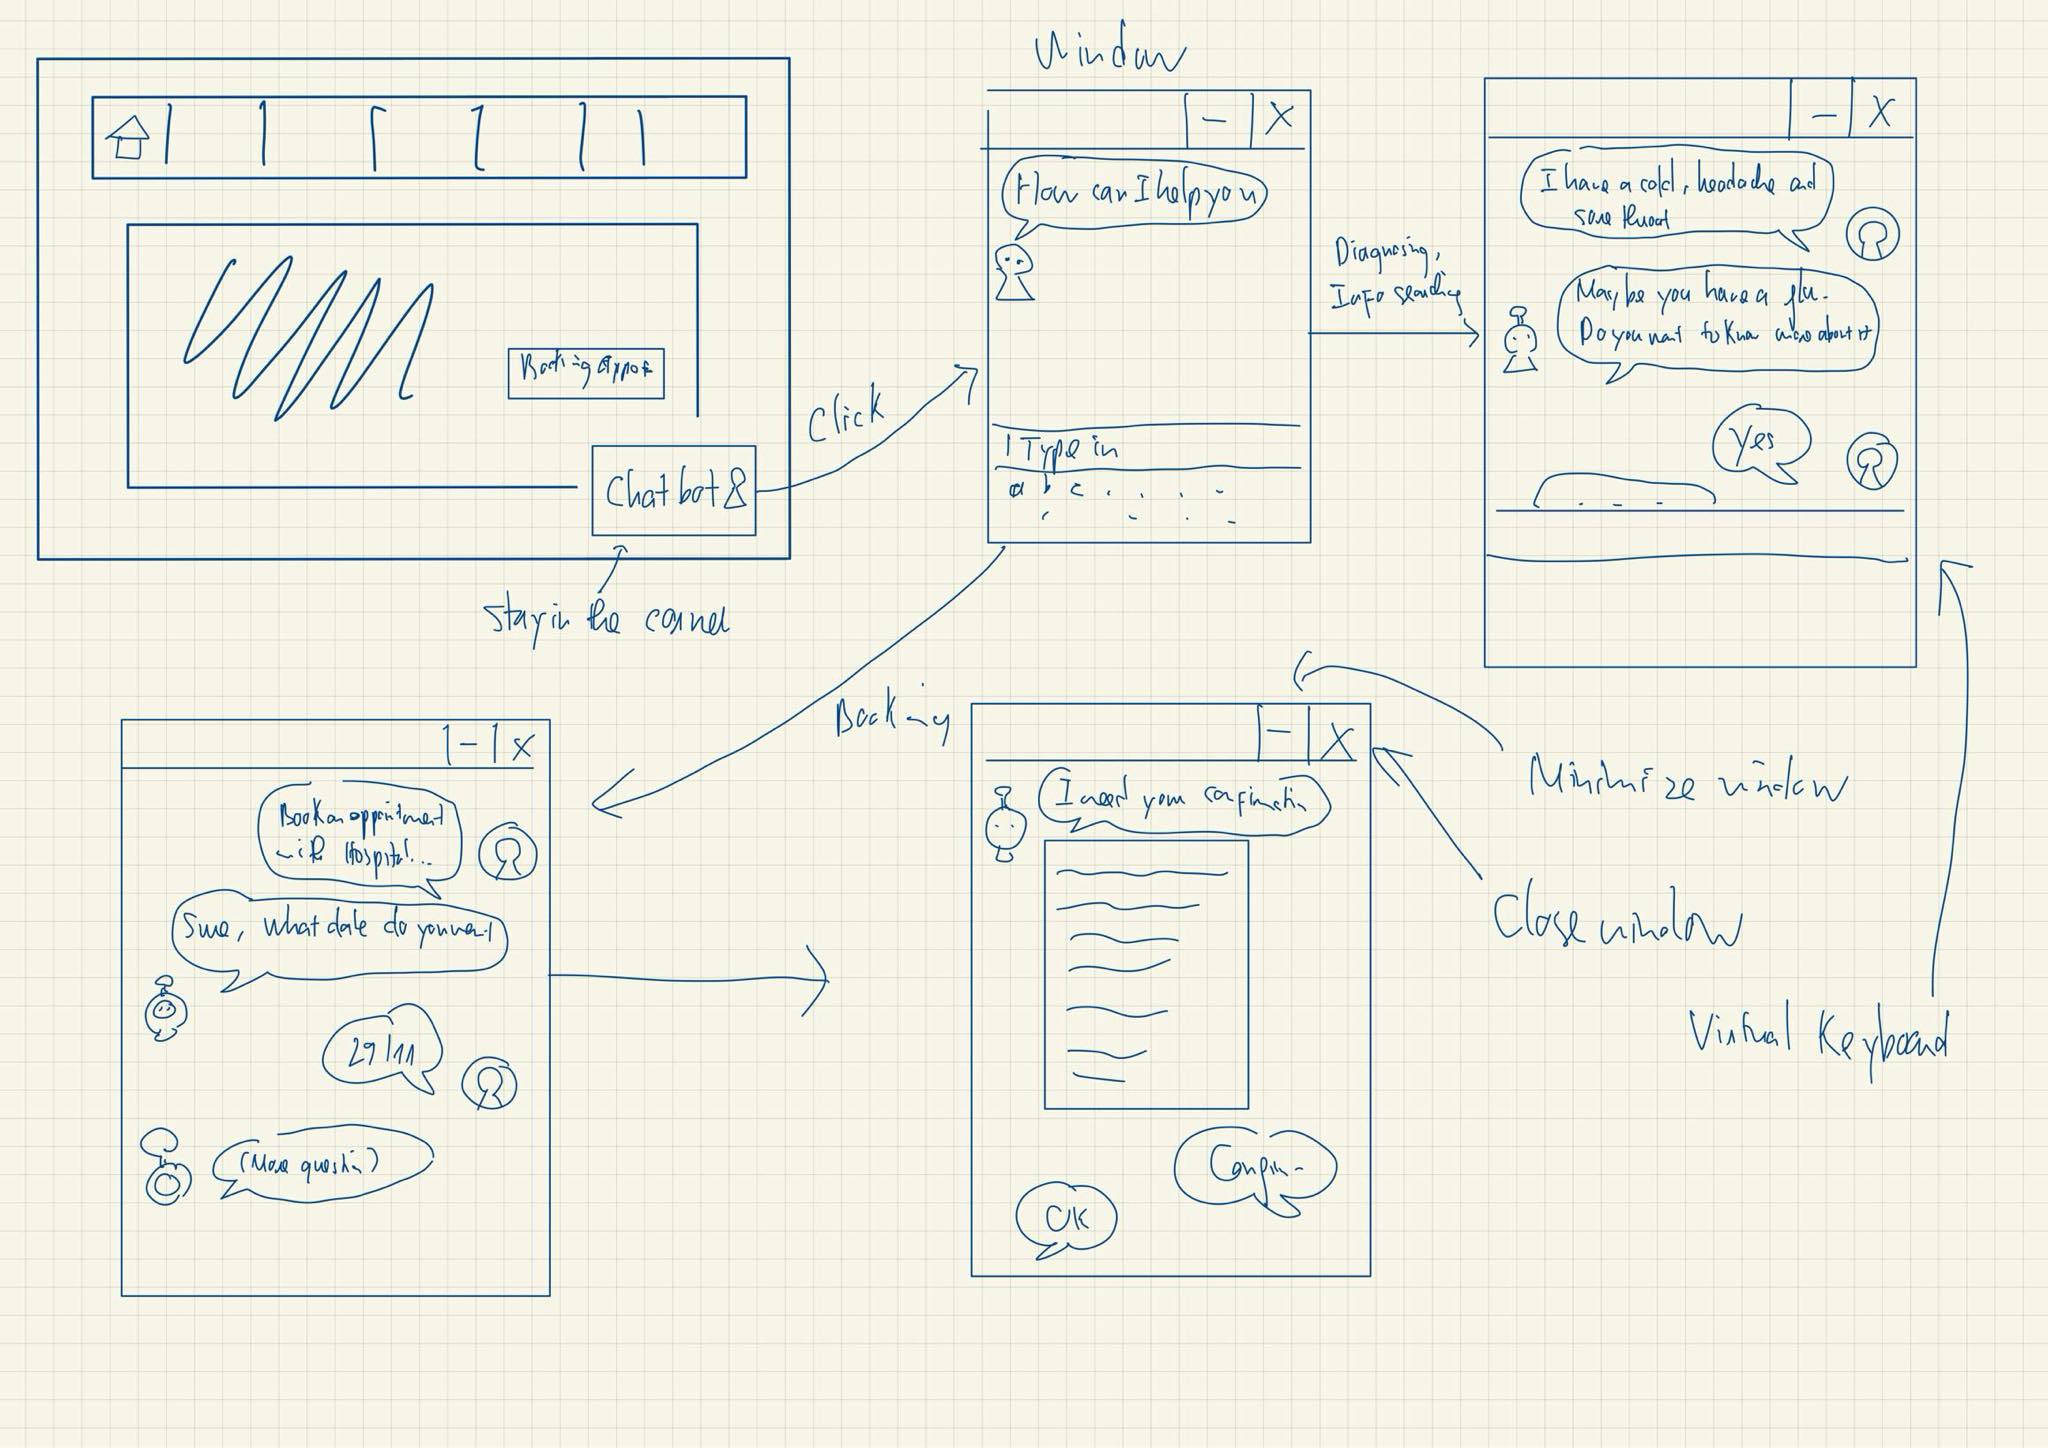 Window
- X
How can I help you
| Type in
a b c
Click
Booking appoi
Chat bot
Stay in the corner
Diagnosing,
Info searching
- X
I have a cold, headache and
sore throat
Maybe you have a flu.
Do you want to know more about it
Yes
Booking
- X
Book an appointment
with Hospital...
Sure, what date do you want
29/11
(More question)
- X
I need your confirmation
Confirm
OK
Minimize window
Close window
Virtual Keyboard